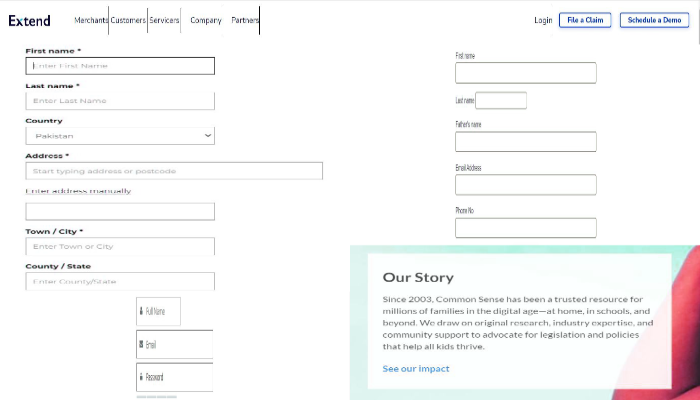 Extend
Merchants Customers Servicers Company Partners
Login File a Claim Schedule a Demo
First name *
Enter First Name
Last name *
Enter Last Name
Country
Pakistan
Address *
Start typing address or postcode
Enter address manually
Town / City *
Enter Town or City
County / State
Enter County/State
Full Name
Email
Password
First name
Last name
Father's name
Email Address
Phone No
Our Story
Since 2003, Common Sense has been a trusted resource for
millions of families in the digital age—at home, in schools, and
beyond. We draw on original research, industry expertise, and
community support to advocate for legislation and policies
that help all kids thrive.
See our impact